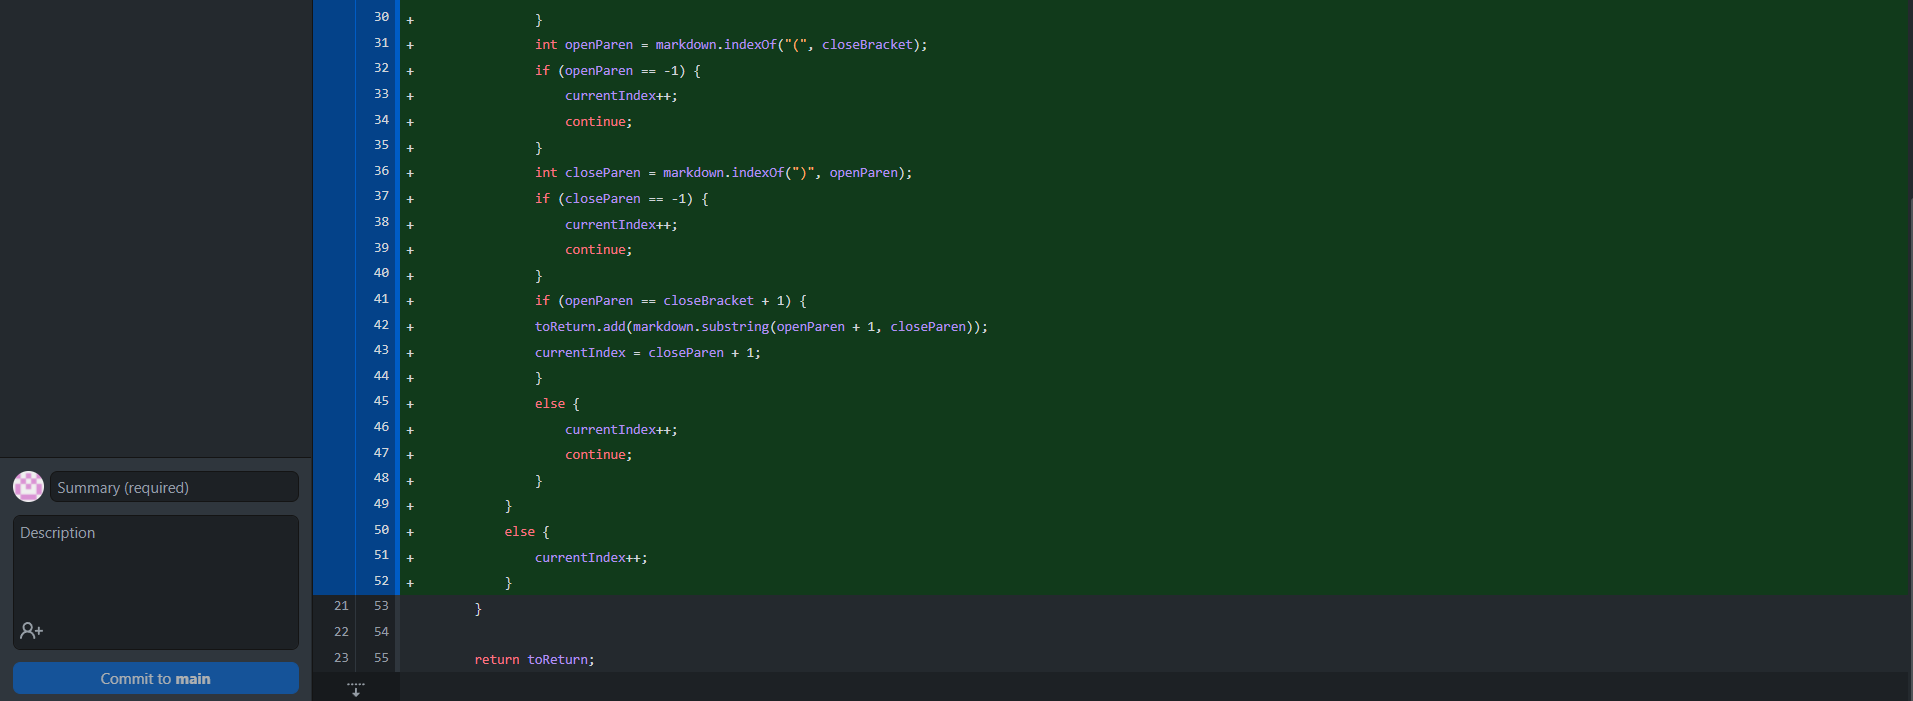 30 + }
31 + int openParen = markdown.indexOf("(", closeBracket);
32 + if (openParen == -1) {
33 + currentIndex++;
34 + continue;
35 + }
36 + int closeParen = markdown.indexOf(")", openParen);
37 + if (closeParen == -1) {
38 + currentIndex++;
39 + continue;
40 + }
41 + if (openParen == closeBracket + 1) {
42 + toReturn.add(markdown.substring(openParen + 1, closeParen));
43 + currentIndex = closeParen + 1;
44 + }
45 + else {
46 + currentIndex++;
47 + continue;
48 + }
49 + }
50 + else {
51 + currentIndex++;
52 + }
21 53 }
22 54
23 55 return toReturn;
Summary (required)
Description
Commit to main